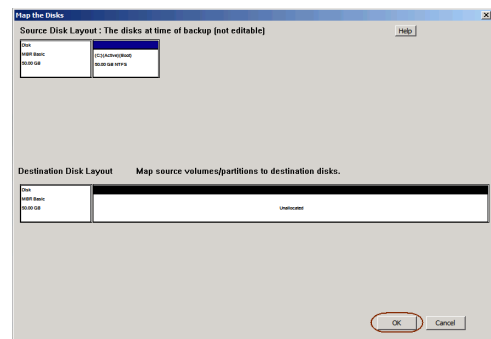 Map the Disks
Source Disk Layout : The disks at time of backup (not editable)
Help
Disk
MBR Basic
50.00 GB
(C:)(Active)(Boot)
50.00 GB NTFS
Destination Disk Layout Map source volumes/partitions to destination disks.
Disk
MBR Basic
50.00 GB
Unallocated
OK Cancel